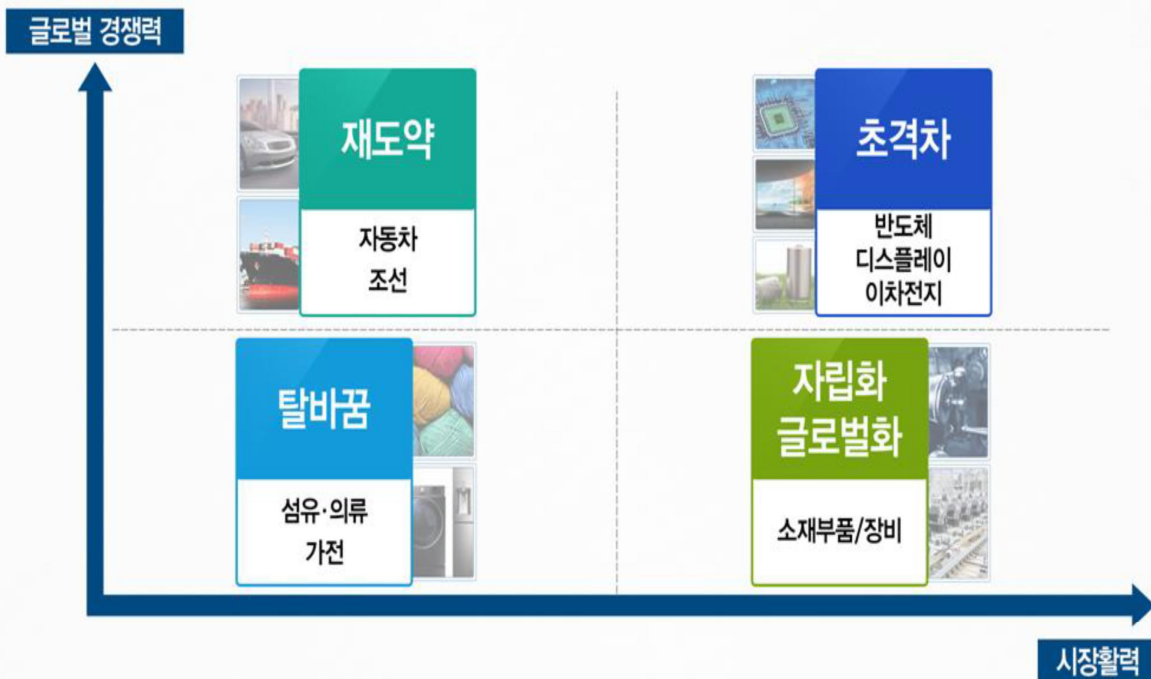 글로벌 경쟁력
재도약
자동차
조선
초격차
반도체
디스플레이
이차전지
탈바꿈
섬유·의류
가전
자립화
글로벌화
소재부품/장비
시장활력